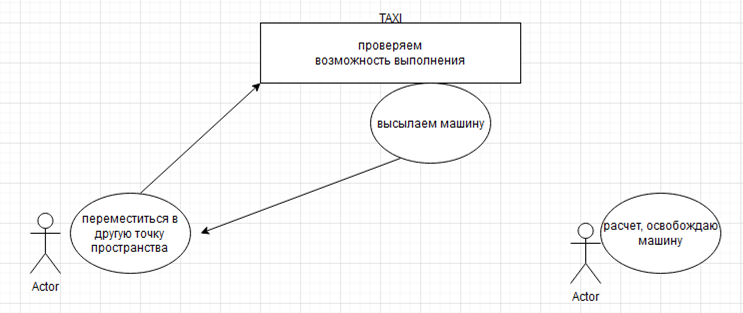 TAXI
проверяем
возможность выполнения
высылаем машину
переместиться в
другую точку
пространства
Actor
расчет, освобождаю
машину
Actor